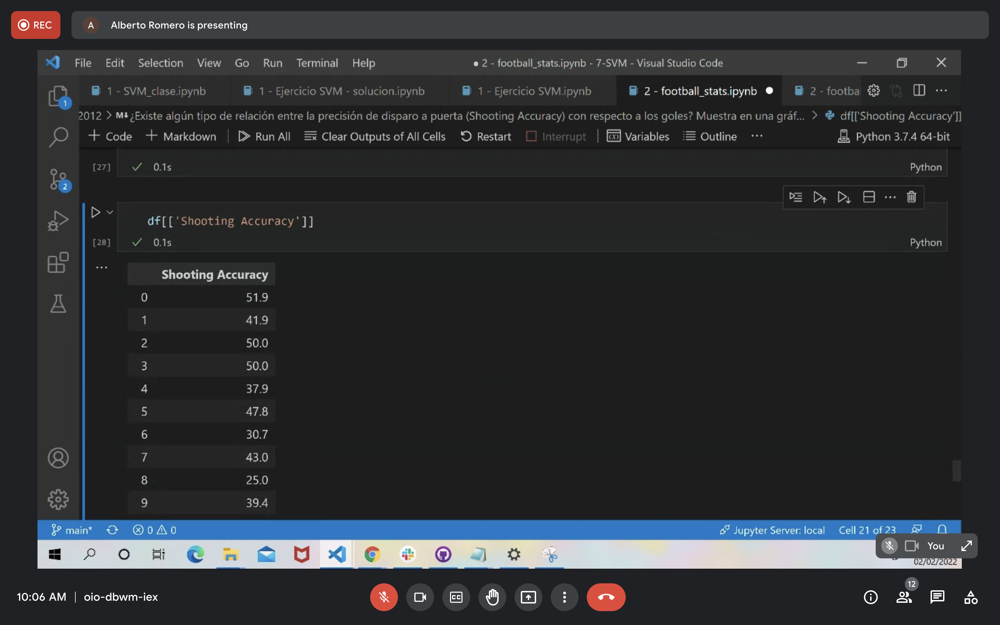 REC
A
Alberto Romero is presenting
File Edit Selection View Go Run Terminal Help
● 2 - football_stats.ipynb - 7-SVM - Visual Studio Code
1 - SVM_clase.ipynb
1 - Ejercicio SVM - solucion.ipynb
1 - Ejercicio SVM.ipynb
2 - football_stats.ipynb
2 - footba
1
2012 > M↓ ¿Existe algún tipo de relación entre la precisión de disparo a puerta (Shooting Accuracy) con respecto a los goles? Muestra en una gráf... > df[['Shooting Accuracy']]
+ Code + Markdown Run All Clear Outputs of All Cells Restart Interrupt Variables Outline ... Python 3.7.4 64-bit
[27] ✓ 0.1s Python
2
df[['Shooting Accuracy']]
[28] ✓ 0.1s Python
...
Shooting Accuracy
0 51.9
1 41.9
2 50.0
3 50.0
4 37.9
5 47.8
6 30.7
7 43.0
8 25.0
9 39.4
main* 0 0 Jupyter Server: local Cell 21 of 23
You
02/02/2022
10:06 AM | oio-dbwm-iex
CC
12